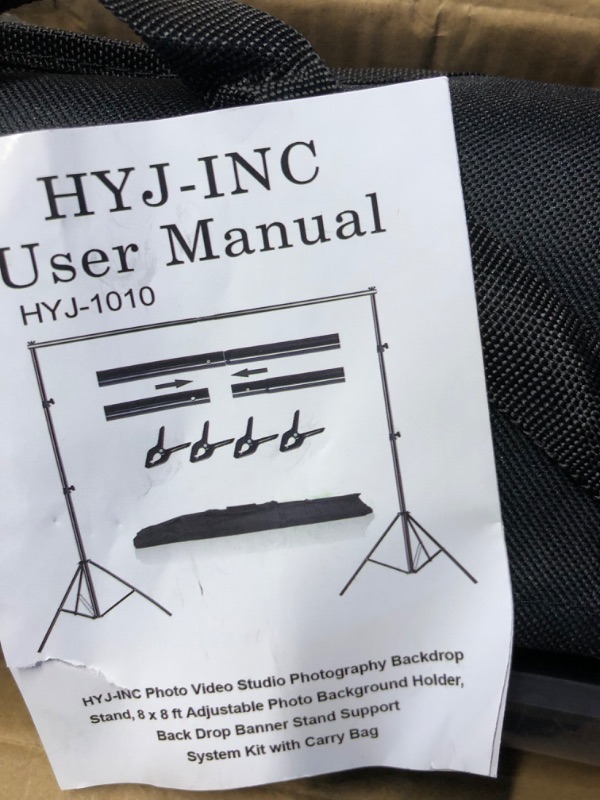 HYJ-INC
User Manual
HYJ-1010
HYJ-INC Photo Video Studio Photography Backdrop
Stand, 8 x 8 ft Adjustable Photo Background Holder,
Back Drop Banner Stand Support
System Kit with Carry Bag